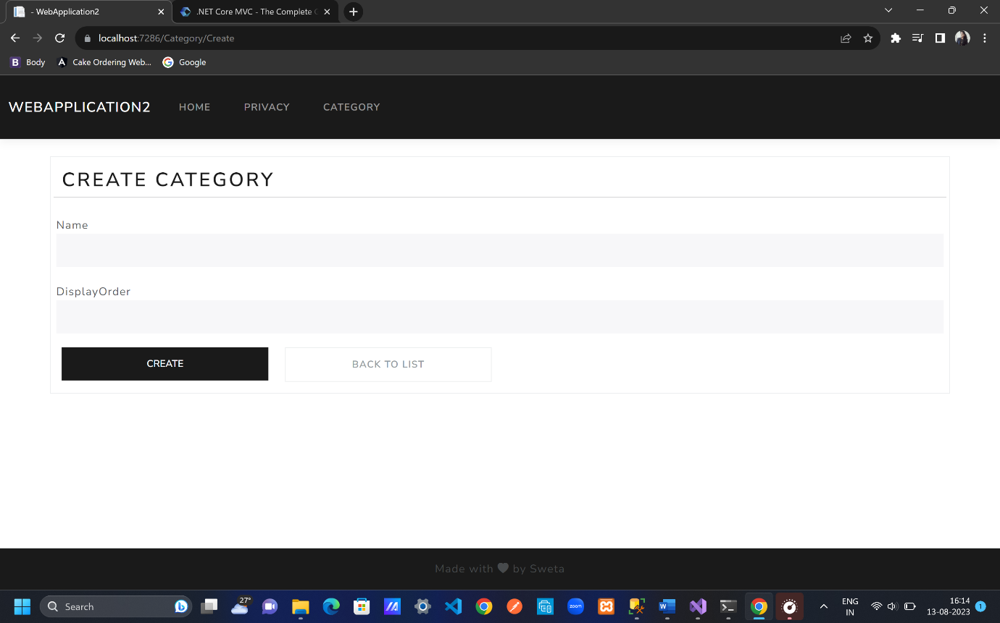 - WebApplication2
.NET Core MVC - The Complete
localhost:7286/Category/Create
B Body
Cake Ordering Web...
Google
WEBAPPLICATION2
HOME
PRIVACY
CATEGORY
CREATE CATEGORY
Name
DisplayOrder
CREATE
BACK TO LIST
Made with by Sweta
Search
27°
zoom
W
>_
ENG
IN
16:14
13-08-2023
1